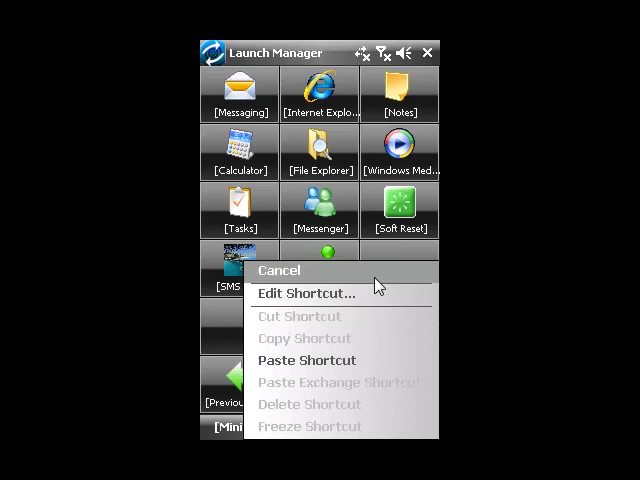 Launch Manager
[Messaging] [Internet Explo... [Notes]
[Calculator] [File Explorer] [Windows Med...
[Tasks] [Messenger] [Soft Reset]
[SMS
Cancel
Edit Shortcut...
Cut Shortcut
Copy Shortcut
Paste Shortcut
Paste Exchange Shortcut
Delete Shortcut
Freeze Shortcut
[Previou
[Mini